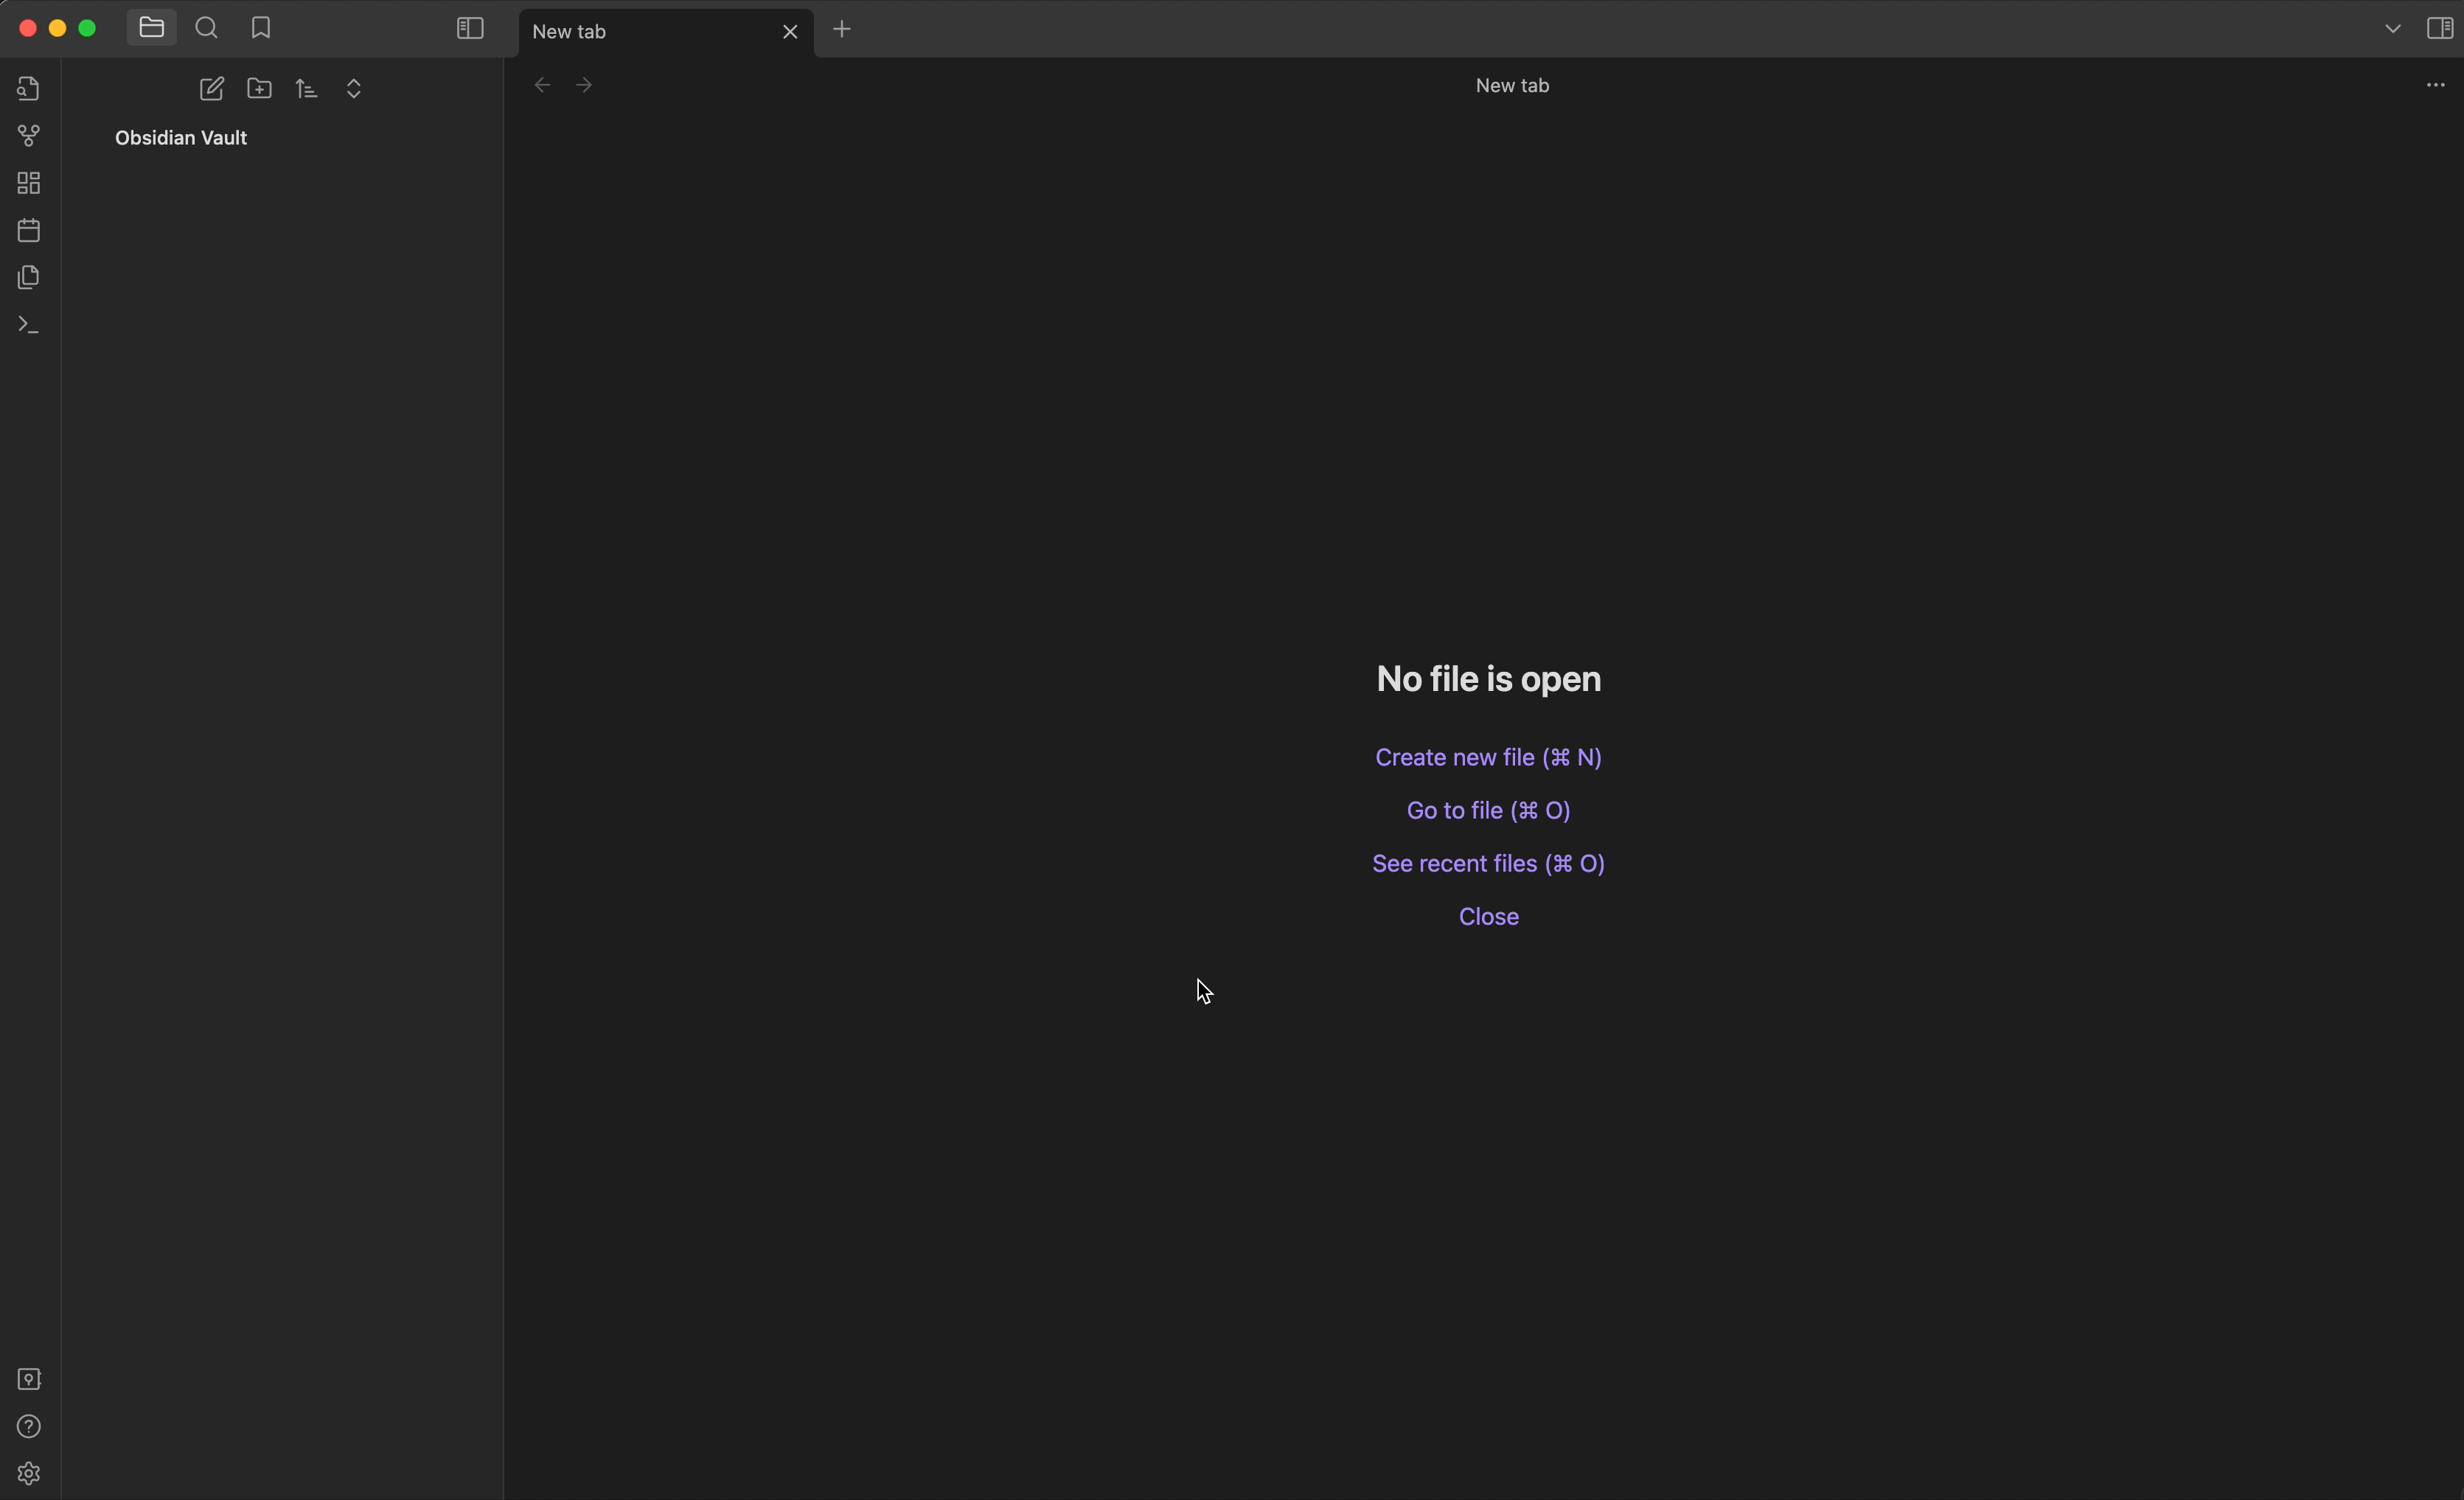 New tab
New tab
Obsidian Vault
No file is open
Create new file (⌘ N)
Go to file (⌘ O)
See recent files (⌘ O)
Close